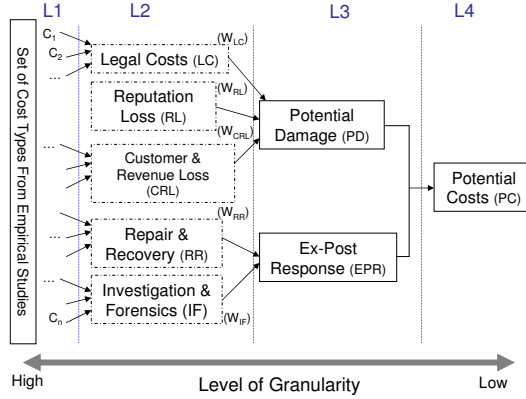 L1
L2
L3
L4
Set of Cost Types From Empirical Studies
C1
C2
...
...
...
...
Cn
Legal Costs (LC)
(WLC)
Reputation
Loss (RL)
(WRL)
(WCRL)
Customer &
Revenue Loss
(CRL)
(WRR)
Repair &
Recovery (RR)
Investigation &
Forensics (IF)
(WIF)
Potential
Damage (PD)
Ex-Post
Response (EPR)
Potential
Costs (PC)
High
Level of Granularity
Low